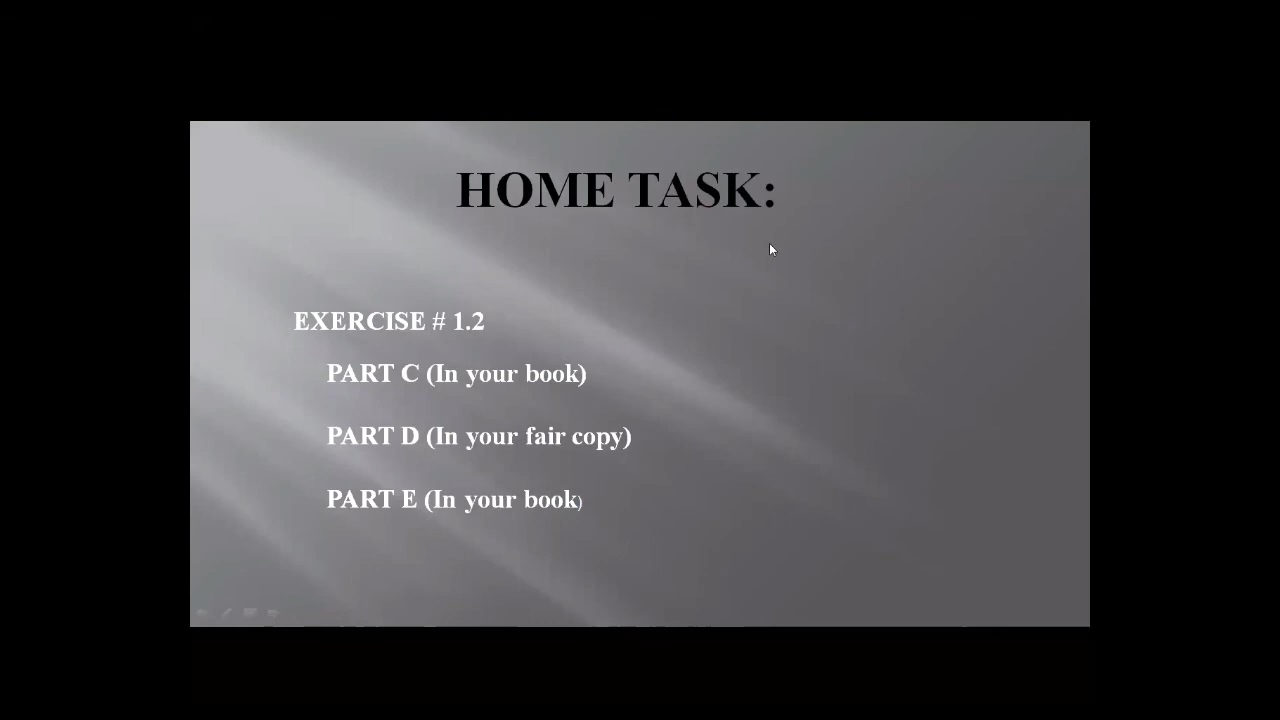 HOME TASK:
EXERCISE # 1.2
PART C (In your book)
PART D (In your fair copy)
PART E (In your book)